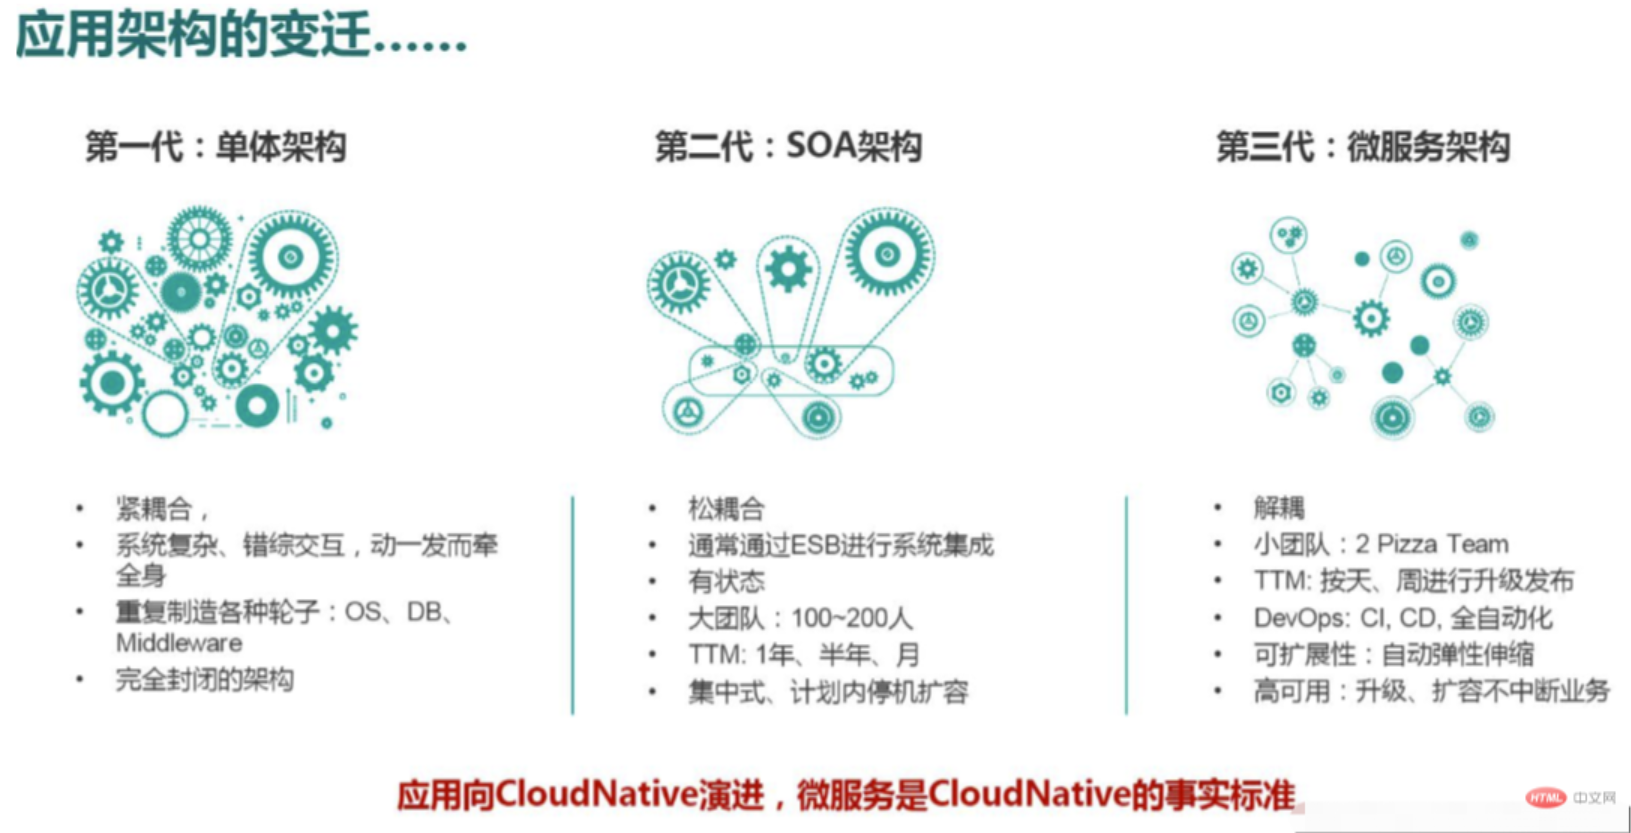 应用架构的变迁......
第一代：单体架构
紧耦合，
系统复杂、错综交互，动一发而牵
全身
重复制造各种轮子：OS、DB、
Middleware
完全封闭的架构
第二代：SOA架构
松耦合
通常通过ESB进行系统集成
有状态
大团队：100~200人
TTM: 1年、半年、月
集中式、计划内停机扩容
第三代：微服务架构
解耦
小团队：2 Pizza Team
TTM: 按天、周进行升级发布
DevOps: CI, CD, 全自动化
可扩展性：自动弹性伸缩
高可用：升级、扩容不中断业务
应用向CloudNative演进，微服务是CloudNative的事实标准
HTML 中文网